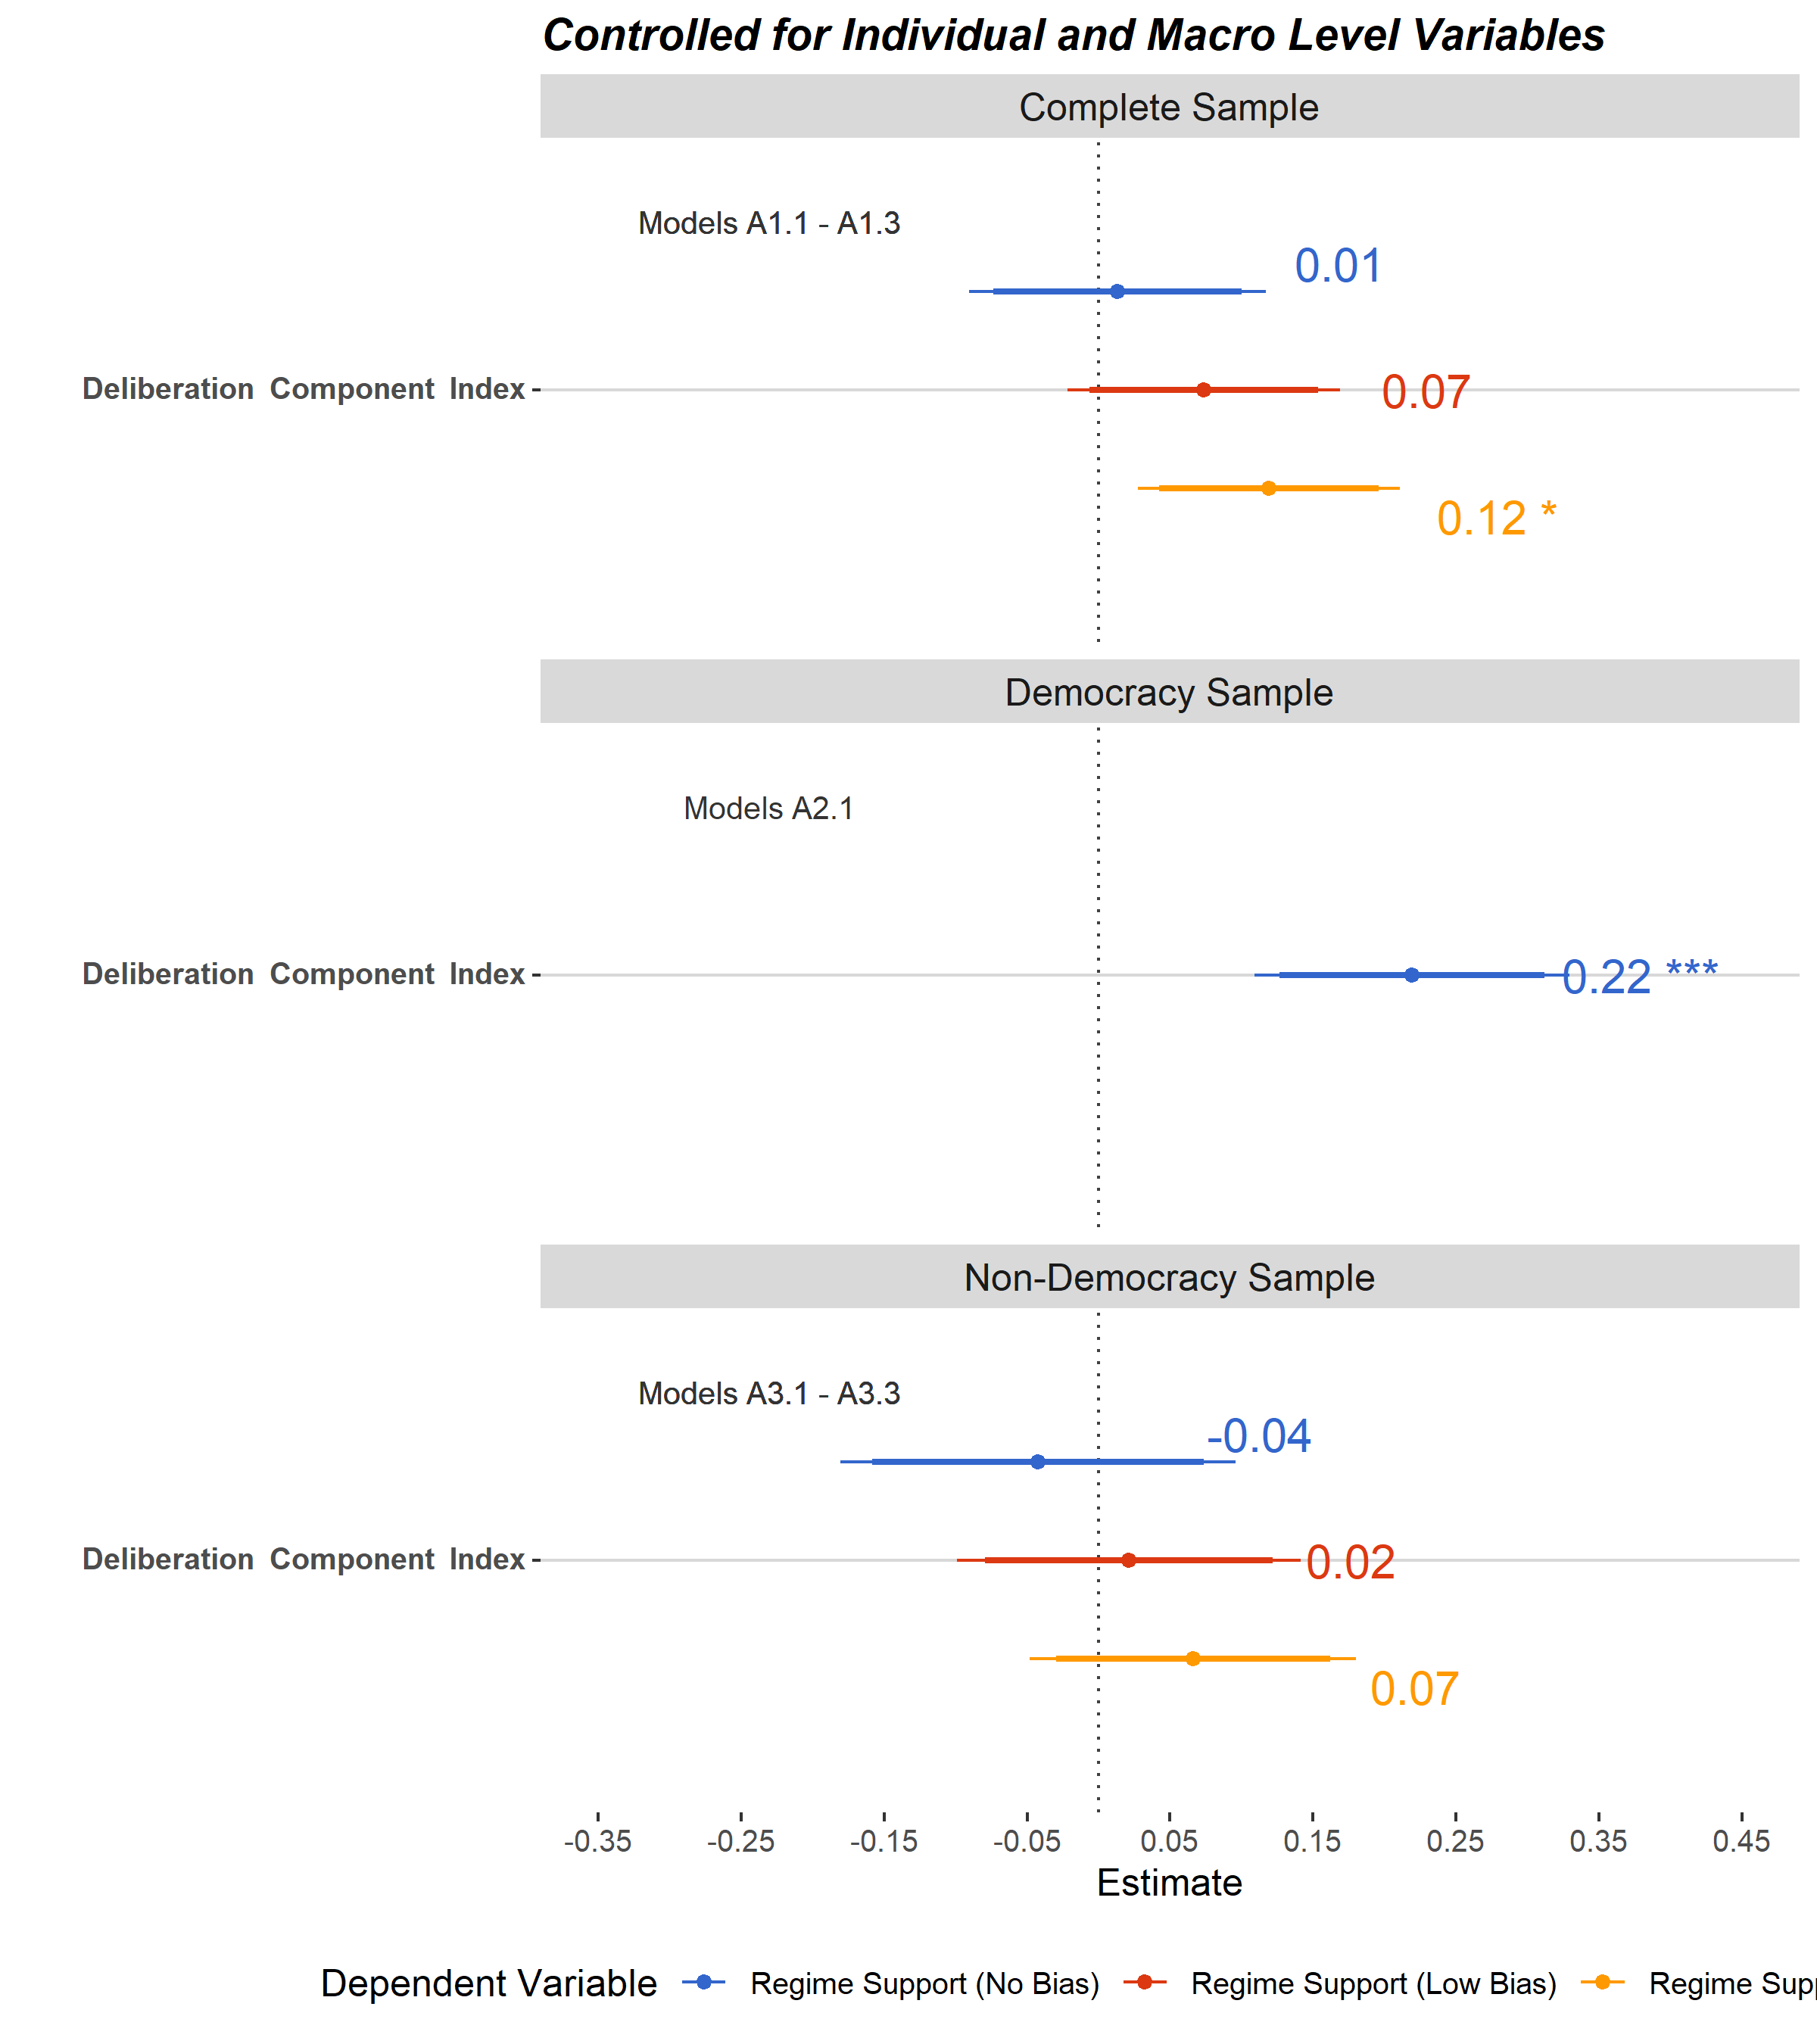 Controlled for Individual and Macro Level Variables
Complete Sample
Models A1.1 - A1.3
0.01
Deliberation Component Index
0.07
0.12 *
Democracy Sample
Models A2.1
Deliberation Component Index
0.22 ***
Non-Democracy Sample
Models A3.1 - A3.3
-0.04
Deliberation Component Index
0.02
0.07
-0.35 -0.25 -0.15 -0.05 0.05 0.15 0.25 0.35 0.45
Estimate
Dependent Variable Regime Support (No Bias) Regime Support (Low Bias) Regime